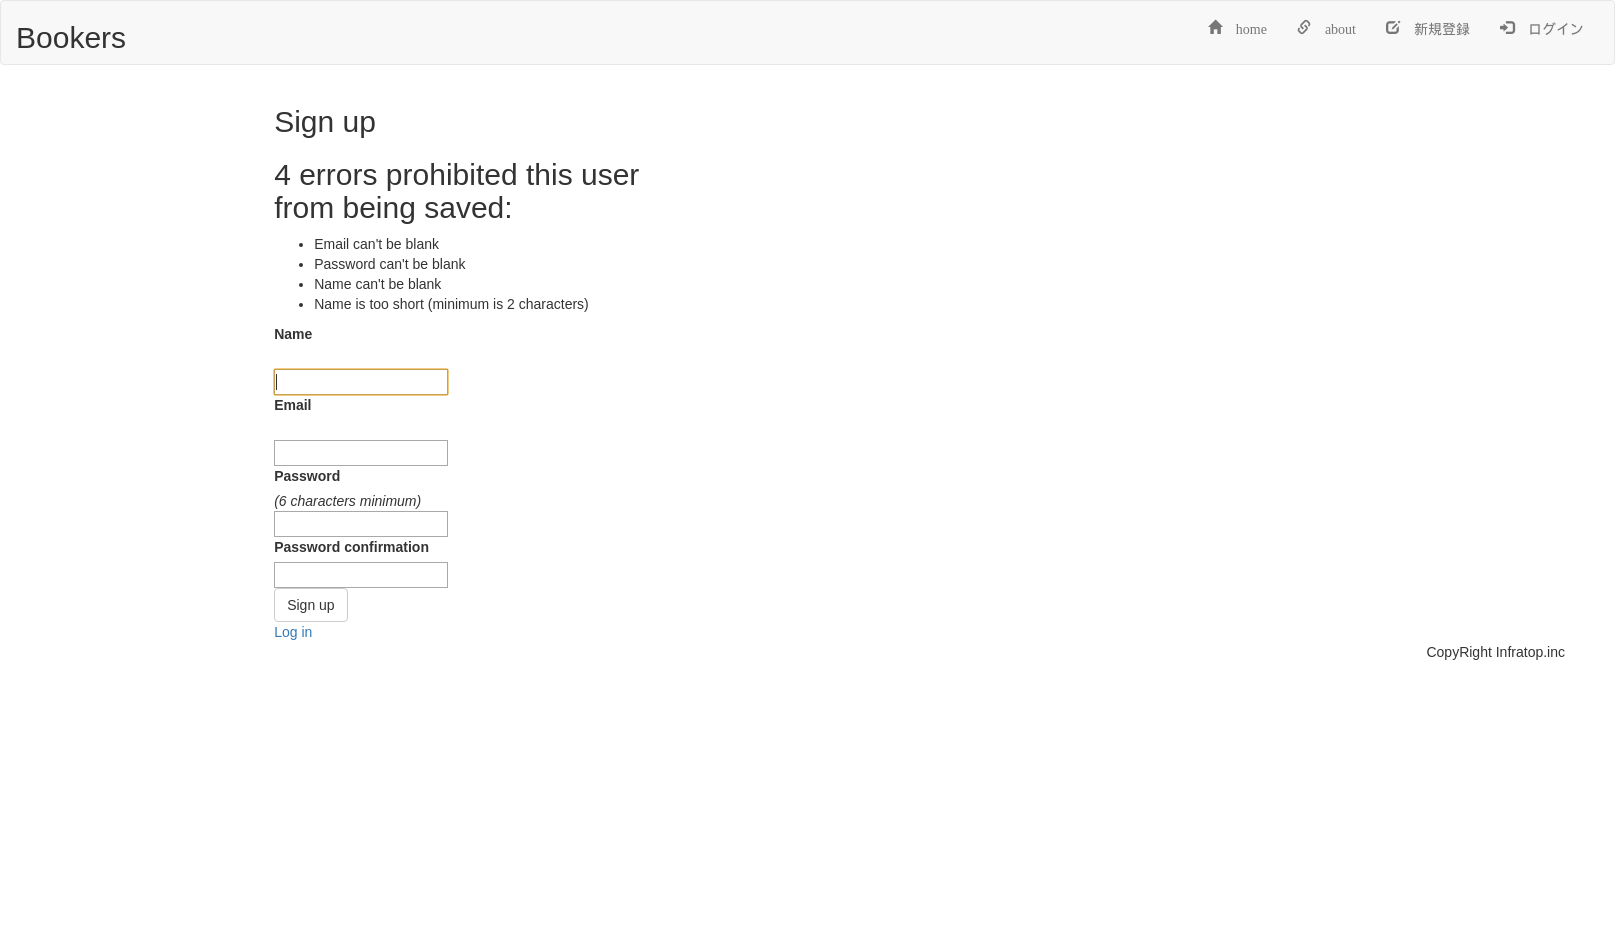 Bookers
home
about
新規登録
ログイン
Sign up
4 errors prohibited this user
from being saved:
Email can't be blank
Password can't be blank
Name can't be blank
Name is too short (minimum is 2 characters)
Name
Email
Password
(6 characters minimum)
Password confirmation
Sign up
Log in
CopyRight Infratop.inc